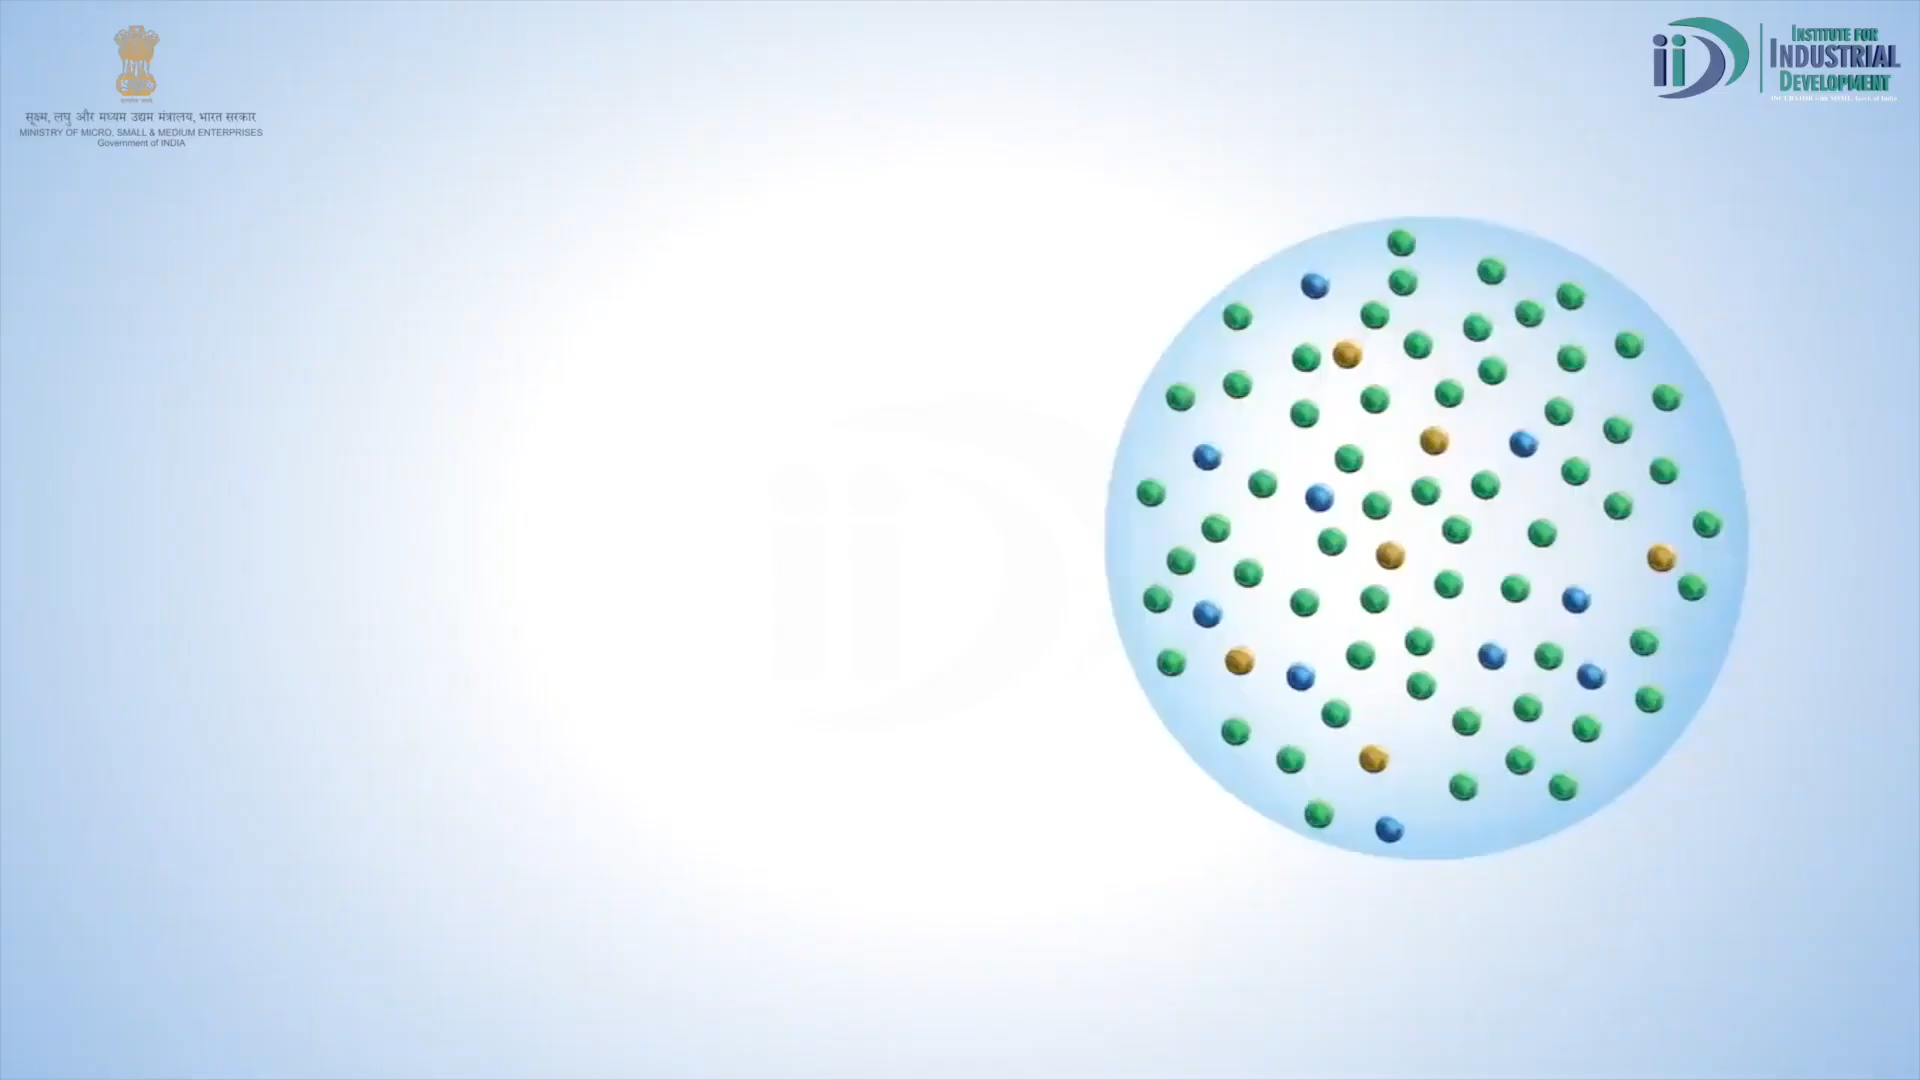 सूक्ष्म, लघु और मध्यम उद्यम मंत्रालय, भारत सरकार
MINISTRY OF MICRO, SMALL & MEDIUM ENTERPRISES
Government of INDIA
iiD
INSTITUTE FOR
INDUSTRIAL
DEVELOPMENT